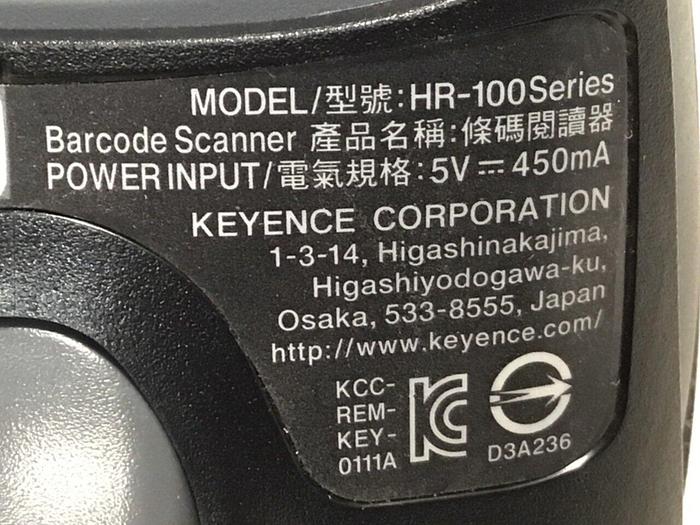 MODEL/型號:HR-100Series
Barcode Scanner 產品名稱:條碼閱讀器
POWER INPUT/電氣規格:5V ⎓ 450mA
KEYENCE CORPORATION
1-3-14, Higashinakajima,
Higashiyodogawa-ku,
Osaka, 533-8555, Japan
http://www.keyence.com/
KCC-
REM-
KEY-
0111A
D3A236